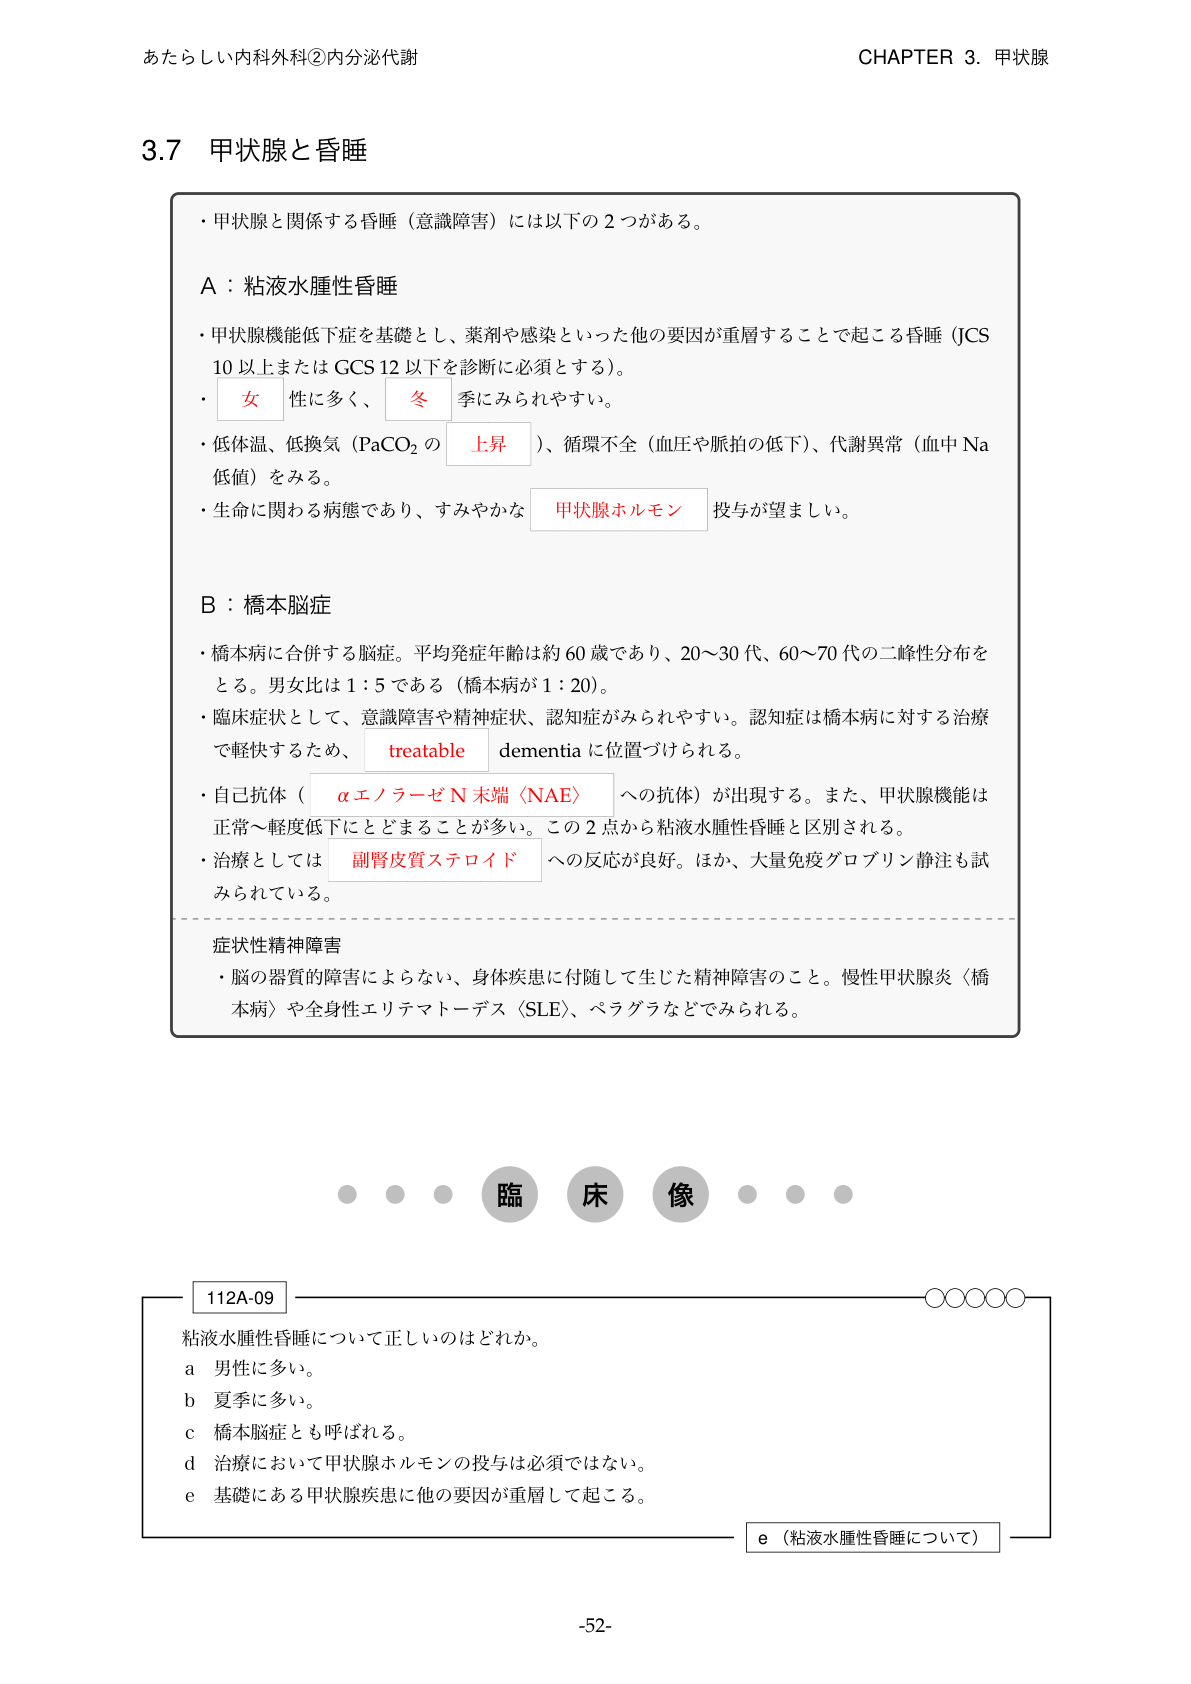 あたらしい内科外科②内分泌代謝
CHAPTER 3. 甲状腺
3.7 甲状腺と昏睡
・甲状腺と関係する昏睡（意識障害）には以下の 2 つがある。
A：粘液水腫性昏睡
・甲状腺機能低下症を基礎とし、薬剤や感染といった他の要因が重層することで起こる昏睡（JCS
10 以上または GCS 12 以下を診断に必須とする）。
・ 女 性に多く、 冬 季にみられやすい。
・低体温、低換気（PaCO₂ の 上昇 ）、循環不全（血圧や脈拍の低下）、代謝異常（血中 Na
低値）をみる。
・生命に関わる病態であり、すみやかな 甲状腺ホルモン 投与が望ましい。
B：橋本脳症
・橋本病に合併する脳症。平均発症年齢は約 60 歳であり、20〜30 代、60〜70 代の二峰性分布を
とる。男女比は 1：5 である（橋本病が 1：20）。
・臨床症状として、意識障害や精神症状、認知症がみられやすい。認知症は橋本病に対する治療
で軽快するため、 treatable dementia に位置づけられる。
・自己抗体（ αエノラーゼ N 末端〈NAE〉 への抗体）が出現する。また、甲状腺機能は
正常〜軽度低下にとどまることが多い。この 2 点から粘液水腫性昏睡と区別される。
・治療としては 副腎皮質ステロイド への反応が良好。ほか、大量免疫グロブリン静注も試
みられている。
症状性精神障害
・脳の器質的障害によらない、身体疾患に付随して生じた精神障害のこと。慢性甲状腺炎〈橋
本病〉や全身性エリテマトーデス〈SLE〉、ペラグラなどでみられる。
臨 床 像
112A-09
粘液水腫性昏睡について正しいのはどれか。
a 男性に多い。
b 夏季に多い。
c 橋本脳症とも呼ばれる。
d 治療において甲状腺ホルモンの投与は必須ではない。
e 基礎にある甲状腺疾患に他の要因が重層して起こる。
e（粘液水腫性昏睡について）
-52-